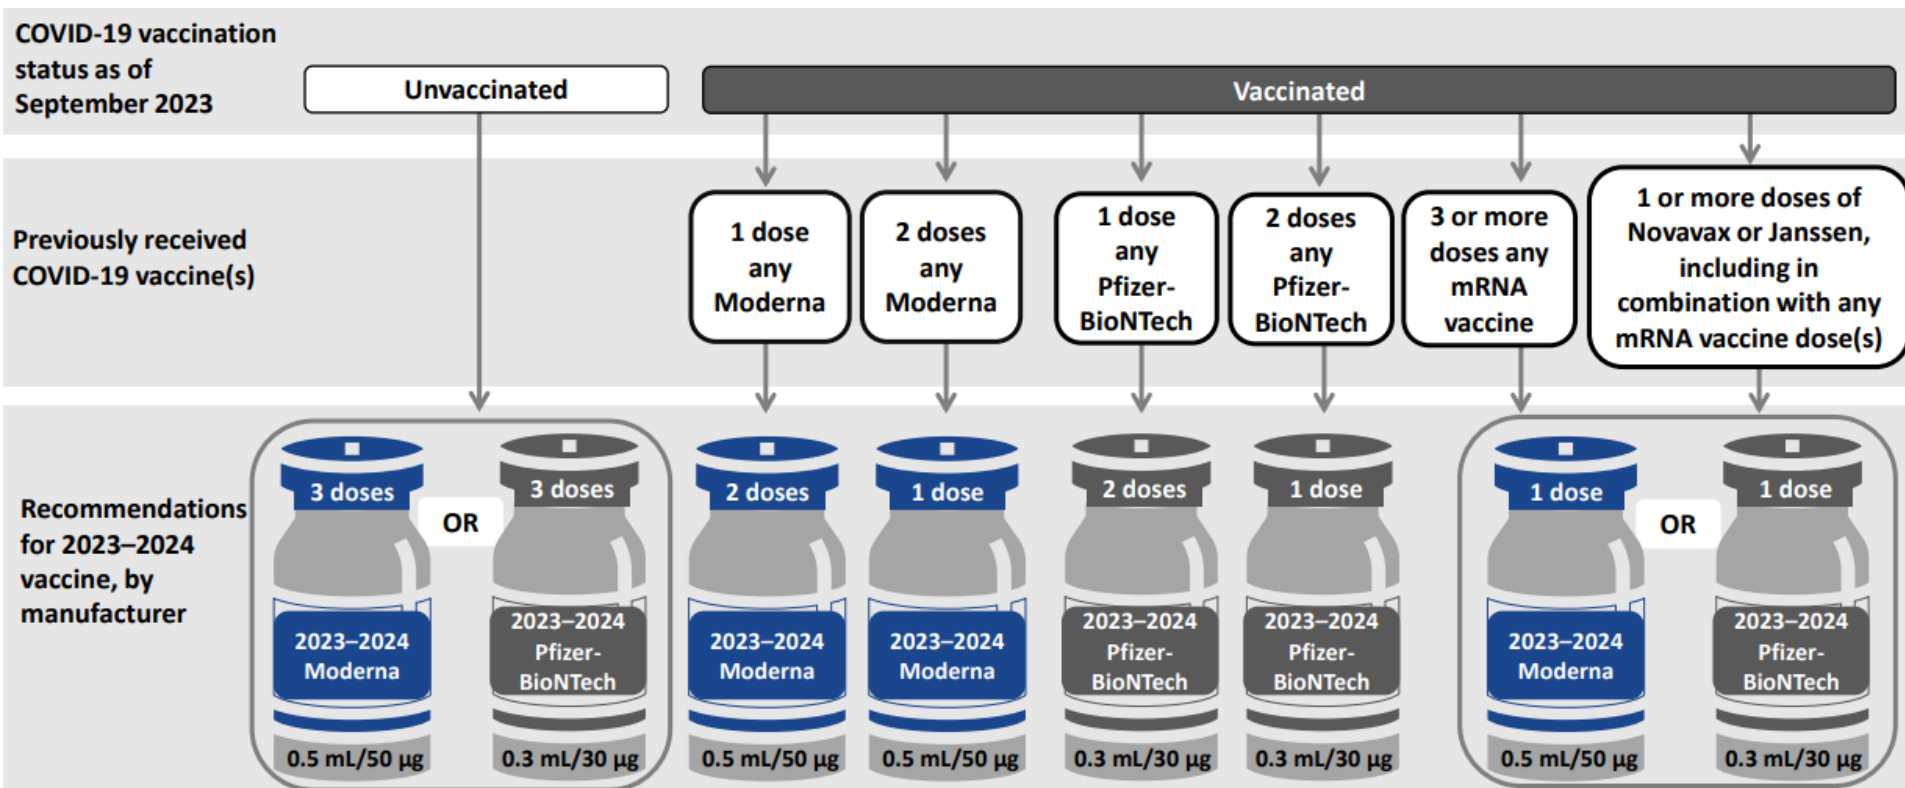 COVID-19 vaccination
status as of
September 2023
Unvaccinated
Vaccinated
Previously received
COVID-19 vaccine(s)
1 dose
any
Moderna
2 doses
any
Moderna
1 dose
any
Pfizer-
BioNTech
2 doses
any
Pfizer-
BioNTech
3 or more
doses any
mRNA
vaccine
1 or more doses of
Novavax or Janssen,
including in
combination with any
mRNA vaccine dose(s)
Recommendations
for 2023–2024
vaccine, by
manufacturer
3 doses
2023–2024
Moderna
0.5 mL/50 µg
OR
3 doses
2023–2024
Pfizer-
BioNTech
0.3 mL/30 µg
2 doses
2023–2024
Moderna
0.5 mL/50 µg
1 dose
2023–2024
Moderna
0.5 mL/50 µg
2 doses
2023–2024
Pfizer-
BioNTech
0.3 mL/30 µg
1 dose
2023–2024
Pfizer-
BioNTech
0.3 mL/30 µg
1 dose
2023–2024
Moderna
0.5 mL/50 µg
OR
1 dose
2023–2024
Pfizer-
BioNTech
0.3 mL/30 µg